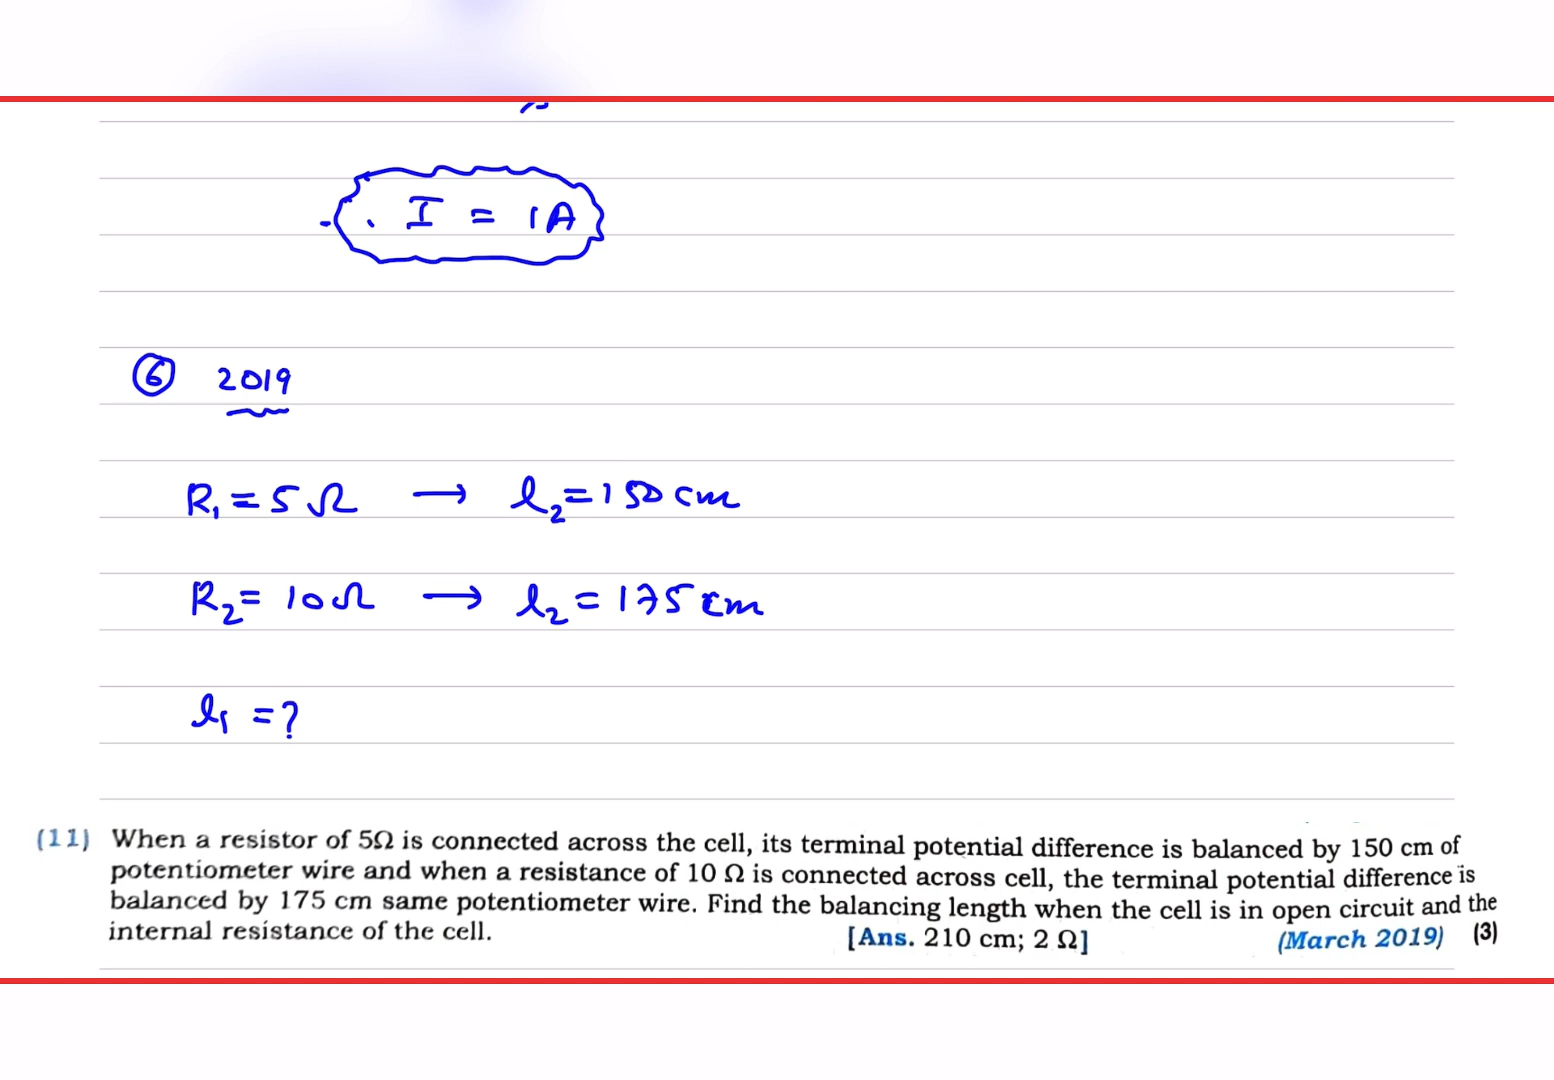 ∴ I = 1A
⑥ 2019
R₁ = 5Ω → l₂ = 150 cm
R₂ = 10Ω → l₂ = 175 cm
l₁ = ?
(11) When a resistor of 5Ω is connected across the cell, its terminal potential difference is balanced by 150 cm of
potentiometer wire and when a resistance of 10 Ω is connected across cell, the terminal potential difference is
balanced by 175 cm same potentiometer wire. Find the balancing length when the cell is in open circuit and the
internal resistance of the cell. [Ans. 210 cm; 2 Ω] (March 2019) (3)